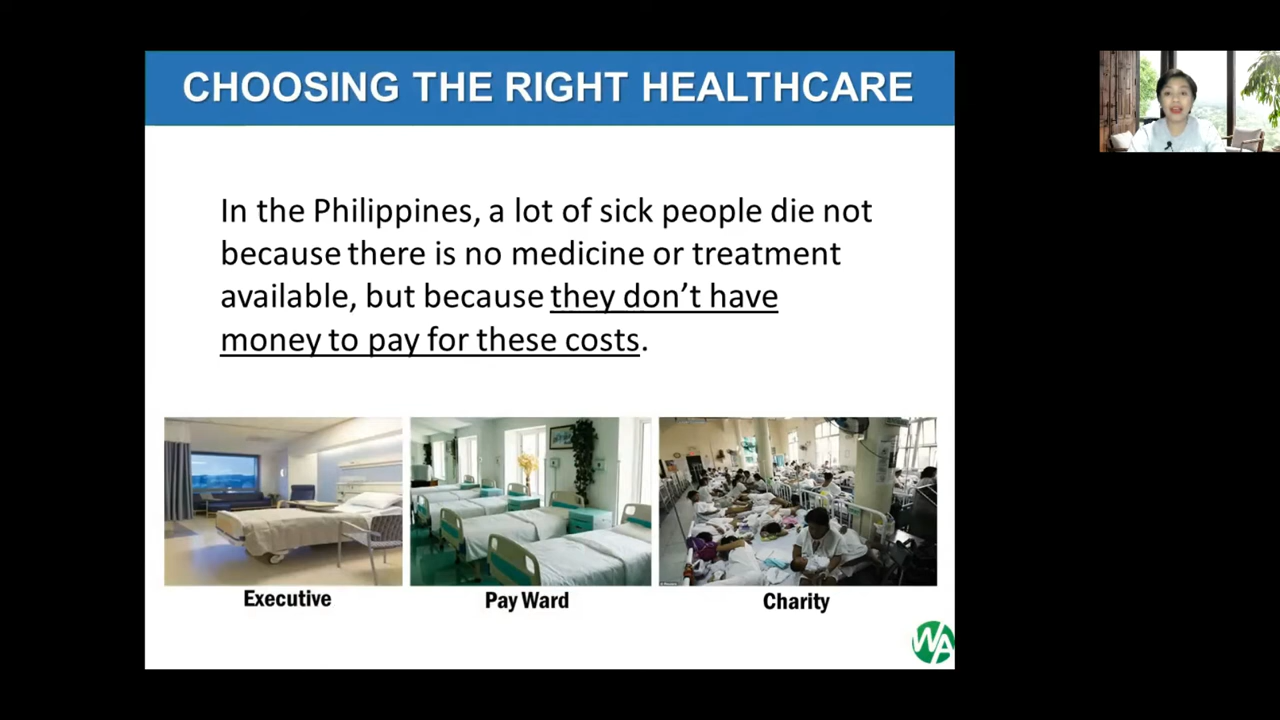 CHOOSING THE RIGHT HEALTHCARE
In the Philippines, a lot of sick people die not
because there is no medicine or treatment
available, but because they don’t have
money to pay for these costs.
Executive
Pay Ward
Charity
WA